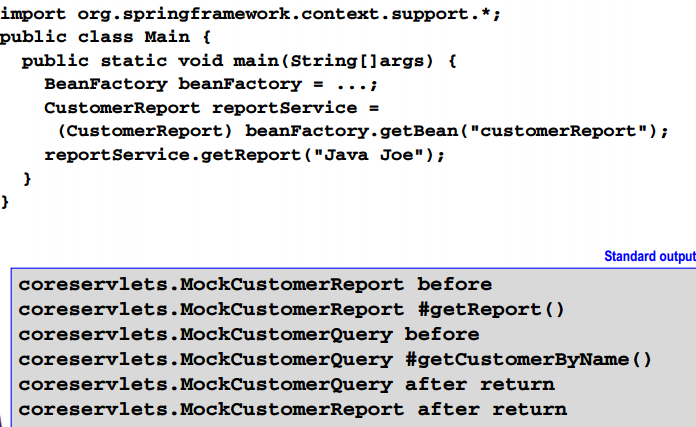 import org.springframework.context.support.*;
public class Main {
public static void main(String[]args) {
BeanFactory beanFactory = ...;
CustomerReport reportService =
(CustomerReport) beanFactory.getBean("customerReport");
reportService.getReport("Java Joe");
}
}
Standard output
coreservlets.MockCustomerReport before
coreservlets.MockCustomerReport #getReport()
coreservlets.MockCustomerQuery before
coreservlets.MockCustomerQuery #getCustomerByName()
coreservlets.MockCustomerQuery after return
coreservlets.MockCustomerReport after return